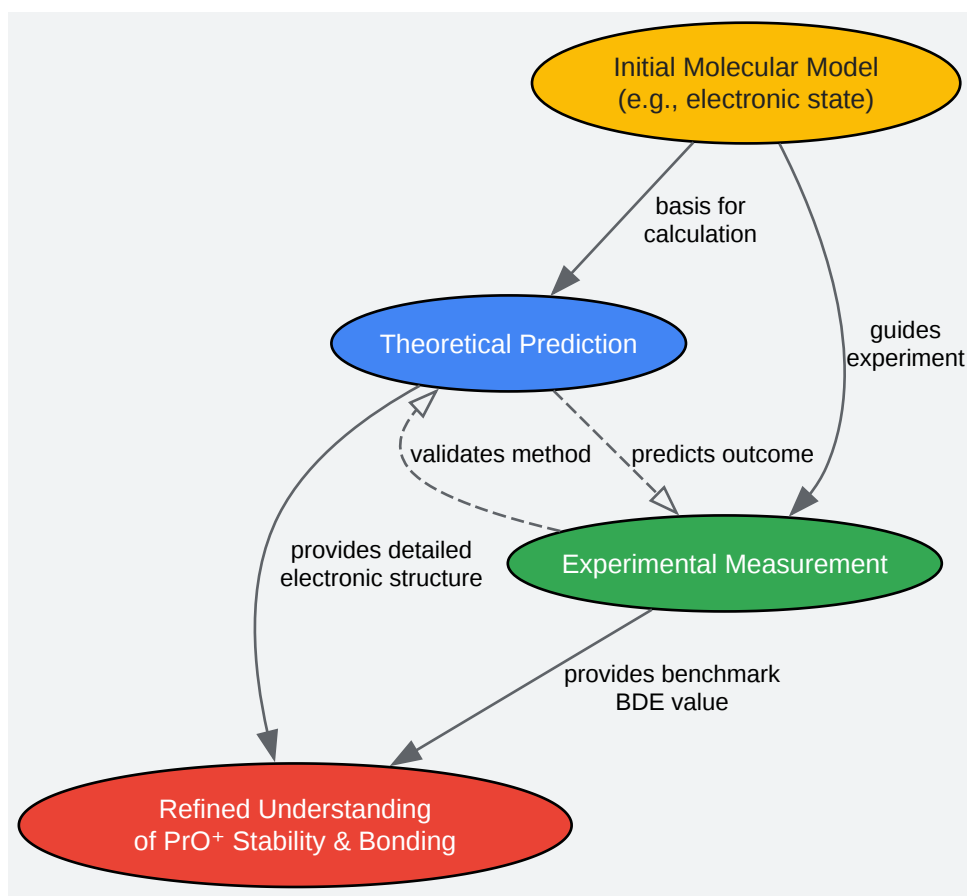 Initial Molecular Model
(e.g., electronic state)
basis for
calculation
guides
experiment
Theoretical Prediction
validates method
predicts outcome
provides detailed
electronic structure
Experimental Measurement
provides benchmark
BDE value
Refined Understanding
of PrO⁺ Stability & Bonding